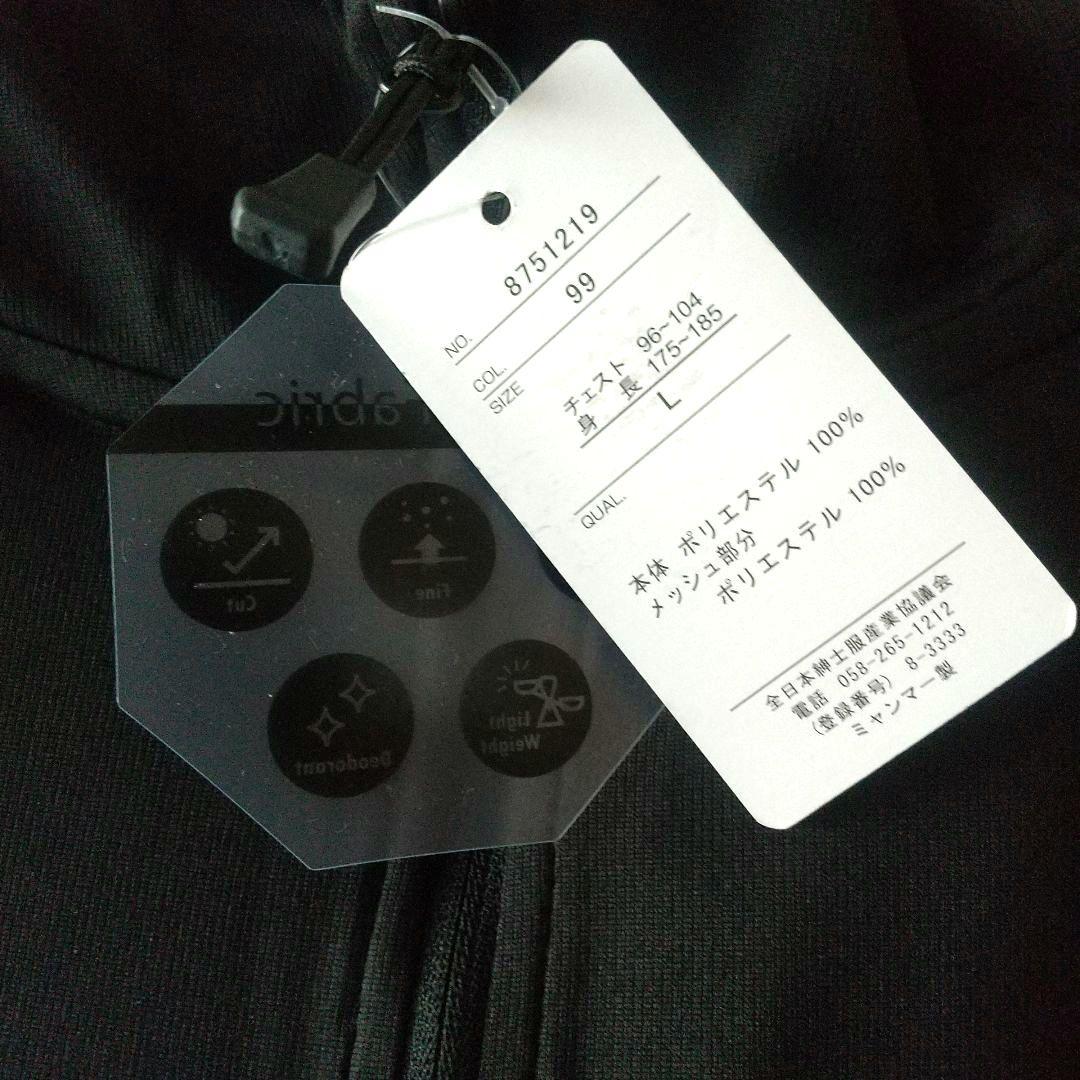 NO. 8751219
COL. 99
SIZE
チェスト 96~104
身長 175~185
L
QUAL.
本体 ポリエステル 100%
メッシュ部分
ポリエステル 100%
全日本紳士服産業協議会
電話 058-265-1212
(登録番号) 8-3333
ミャンマー製
abric
Cut
Fine
Deodorant
Light
Weight